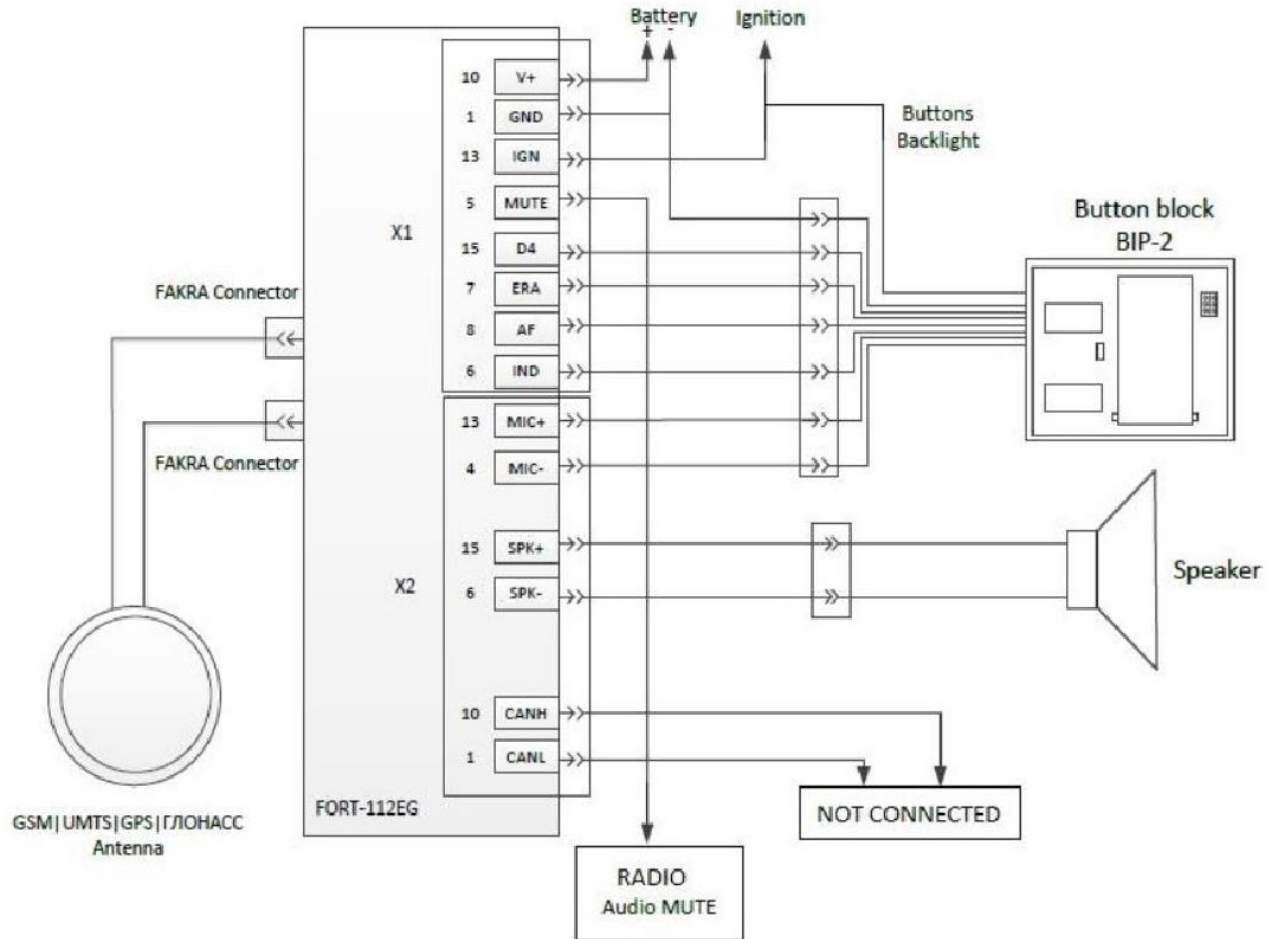 Battery
+ -
Ignition
Buttons
Backlight
Button block
BIP-2
X1
10 V+
1 GND
13 IGN
5 MUTE
15 D4
7 ERA
8 AF
6 IND
FAKRA Connector
FAKRA Connector
X2
13 MIC+
4 MIC-
15 SPK+
6 SPK-
10 CANH
1 CANL
Speaker
FORT-112EG
GSM|UMTS|GPS|ГЛОНАСС
Antenna
NOT CONNECTED
RADIO
Audio MUTE